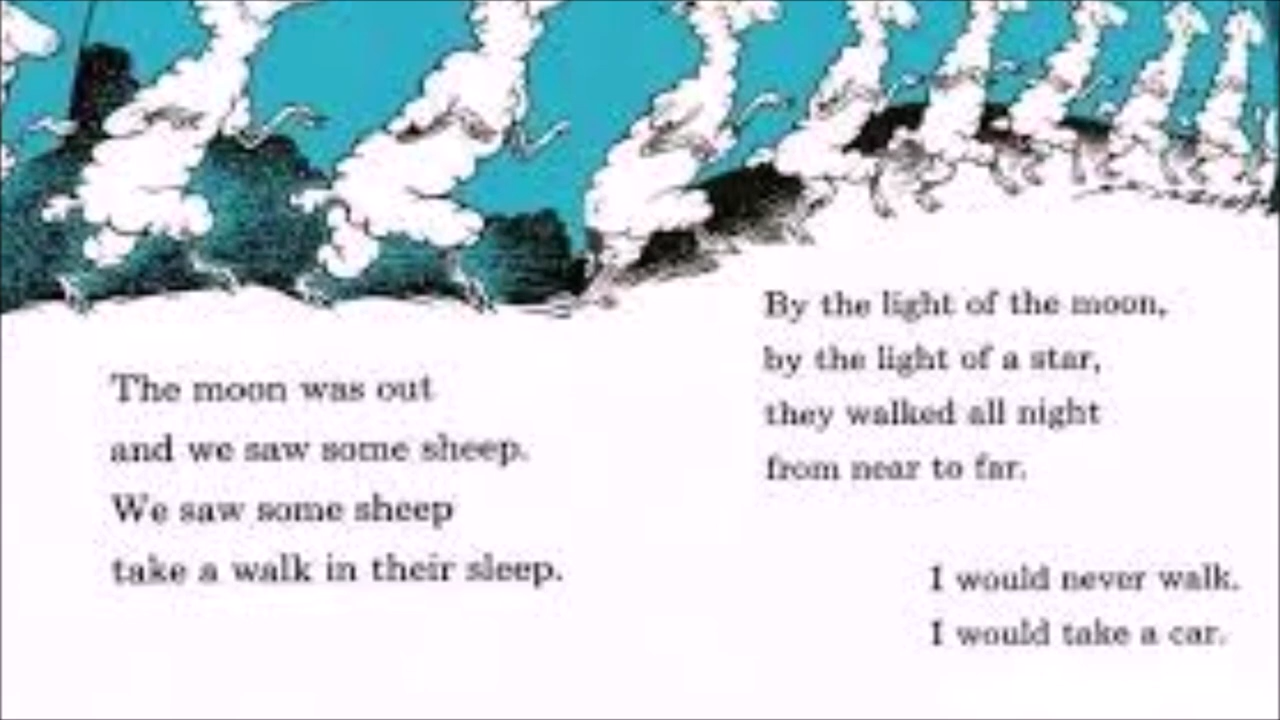 The moon was out
and we saw some sheep.
We saw some sheep
take a walk in their sleep.
By the light of the moon,
by the light of a star,
they walked all night
from near to far.
I would never walk.
I would take a car.